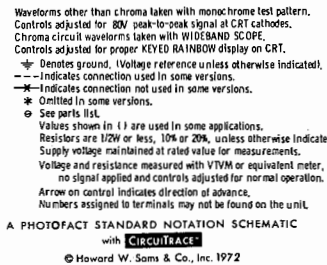 Waveforms other than chroma taken with monochrome test pattern.
Controls adjusted for 80V peak-to-peak signal at CRT cathodes.
Chroma circuit waveforms taken with WIDEBAND SCOPE.
Controls adjusted for proper KEYED RAINBOW display on CRT.
⏚ Denotes ground. (Voltage reference unless otherwise indicated).
---Indicates connection used in some versions.
—✕—Indicates connection not used in some versions.
* Omitted in some versions.
⊖ See parts list.
Values shown in { } are used in some applications.
Resistors are 1/2W or less, 10% or 20%, unless otherwise Indicate
Supply voltage maintained at rated value for measurements.
Voltage and resistance measured with VTVM or equivalent meter,
no signal applied and controls adjusted for normal operation.
Arrow on control indicates direction of advance.
Numbers assigned to terminals may not be found on the unit.
A PHOTOFACT STANDARD NOTATION SCHEMATIC
with CIRCUITRACE™
© Howard W. Sams & Co., Inc. 1972